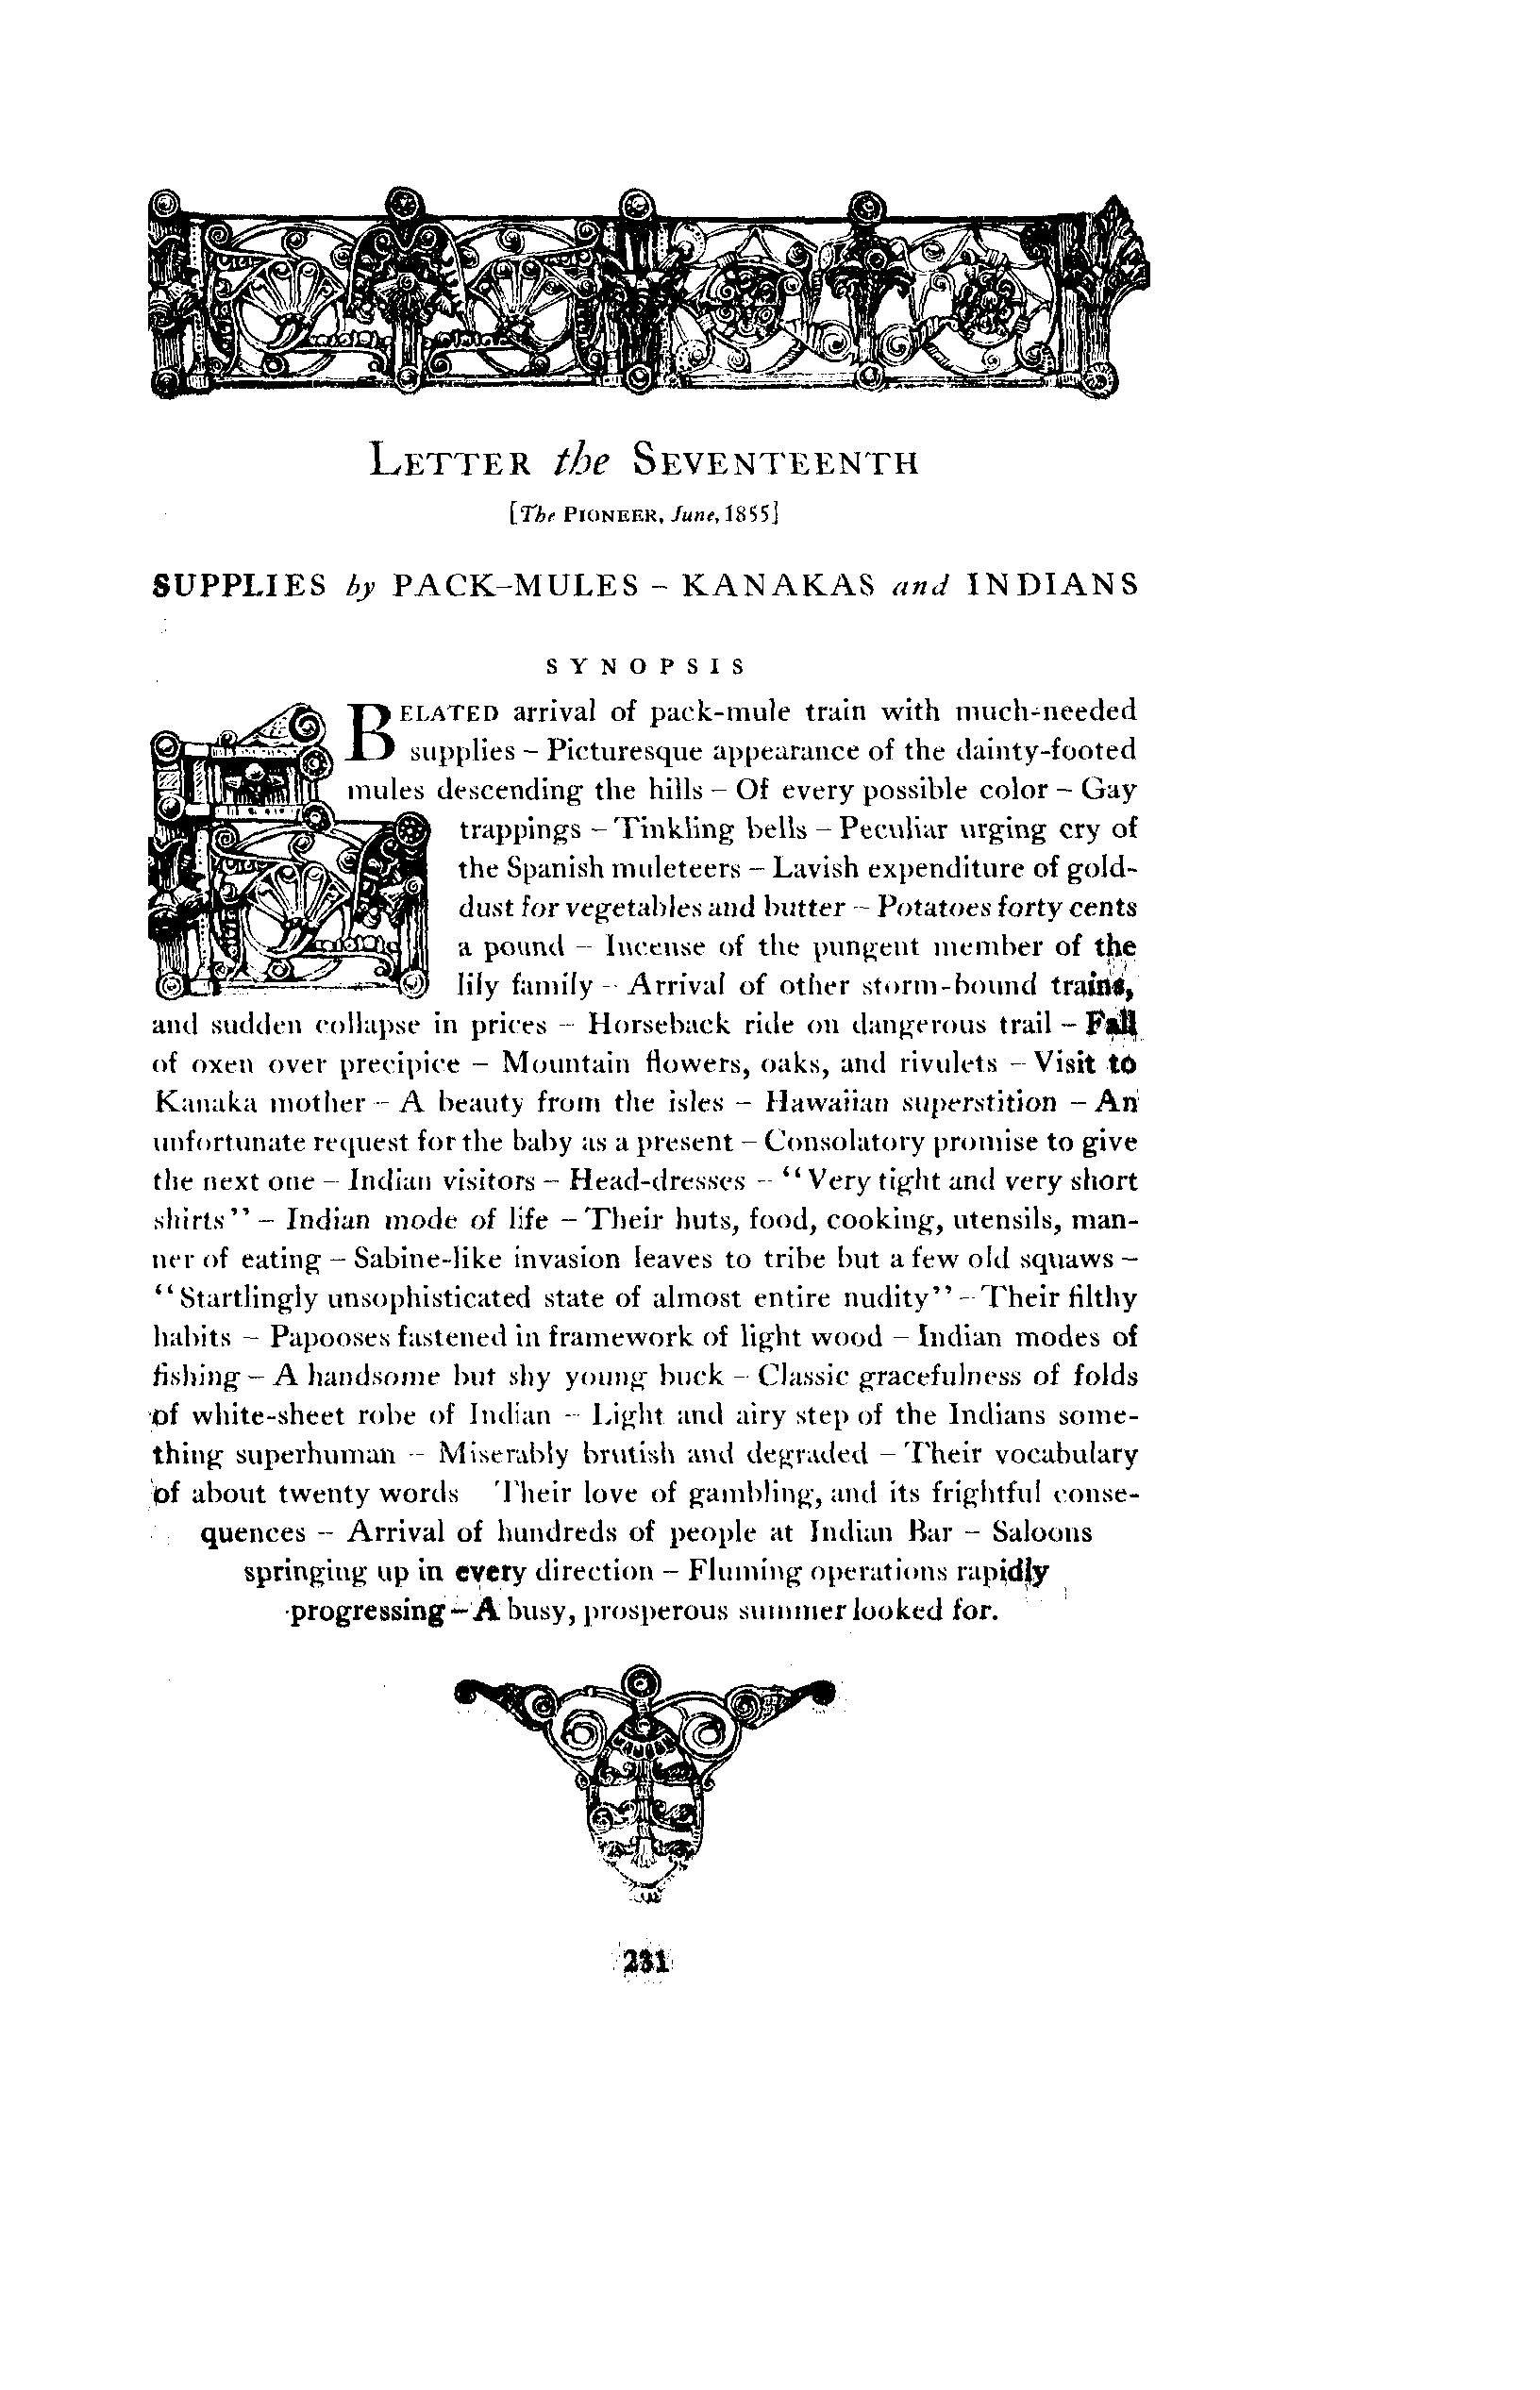 LETTER the SEVENTEENTH
[The PIONEER, June, 1855]
SUPPLIES by PACK-MULES – KANAKAS and INDIANS
SYNOPSIS
BELATED arrival of pack-mule train with much-needed
supplies – Picturesque appearance of the dainty-footed
mules descending the hills – Of every possible color – Gay
trappings – Tinkling bells – Peculiar urging cry of
the Spanish muleteers – Lavish expenditure of gold-
dust for vegetables and butter – Potatoes forty cents
a pound – Incense of the pungent member of the
lily family – Arrival of other storm-bound trains,
and sudden collapse in prices – Horseback ride on dangerous trail – Fall
of oxen over precipice – Mountain flowers, oaks, and rivulets – Visit to
Kanaka mother – A beauty from the isles – Hawaiian superstition – An
unfortunate request for the baby as a present – Consolatory promise to give
the next one – Indian visitors – Head-dresses – “Very tight and very short
shirts” – Indian mode of life – Their huts, food, cooking, utensils, man-
ner of eating – Sabine-like invasion leaves to tribe but a few old squaws –
“Startlingly unsophisticated state of almost entire nudity” – Their filthy
habits – Papooses fastened in framework of light wood – Indian modes of
fishing – A handsome but shy young buck – Classic gracefulness of folds
of white-sheet robe of Indian – Light and airy step of the Indians some-
thing superhuman – Miserably brutish and degraded – Their vocabulary
of about twenty words Their love of gambling, and its frightful conse-
quences – Arrival of hundreds of people at Indian Bar – Saloons
springing up in every direction – Fluming operations rapidly
progressing – A busy, prosperous summer looked for.
231